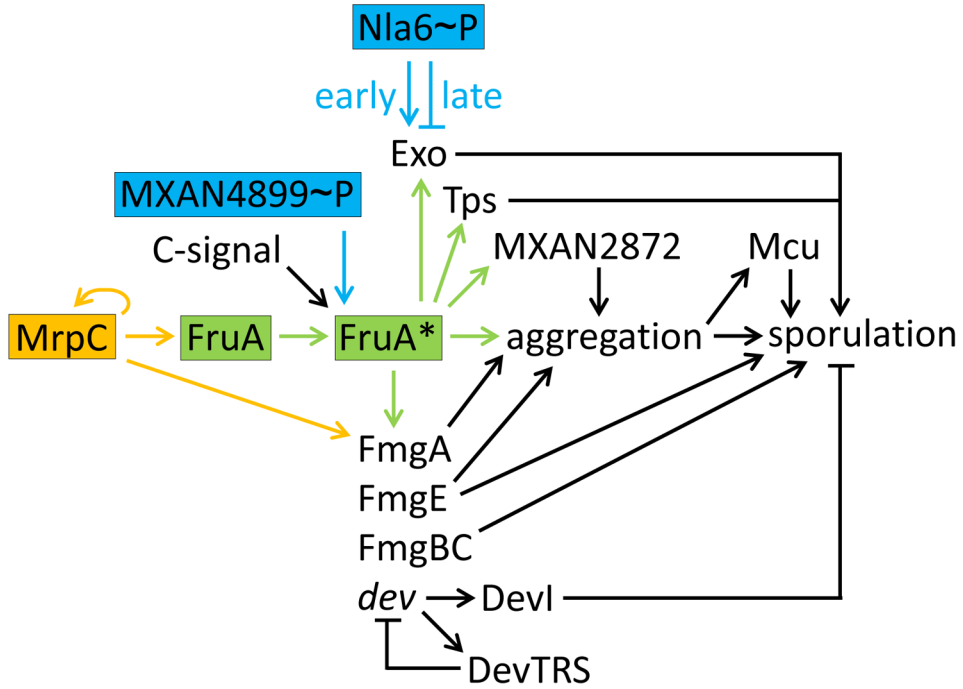 Nla6~P
early late
Exo
MXAN4899~P
Tps
C-signal
MXAN2872
Mcu
MrpC
FruA
FruA*
aggregation
sporulation
FmgA
FmgE
FmgBC
dev
DevI
DevTRS